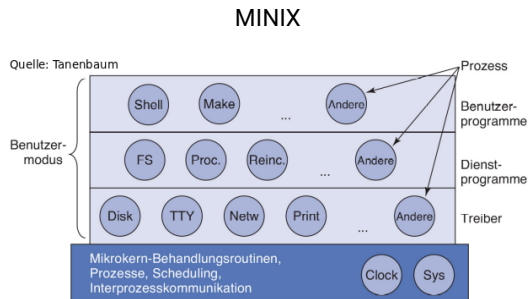 MINIX
Quelle: Tanenbaum
Prozess
Shell
Make
...
Andere
Benutzer-
programme
Benutzer-
modus
FS
Proc.
Reinc.
...
Andere
Dienst-
programme
Disk
TTY
Netw
Print
...
Andere
Treiber
Mikrokern-Behandlungsroutinen,
Prozesse, Scheduling,
Interprozesskommunikation
Clock
Sys